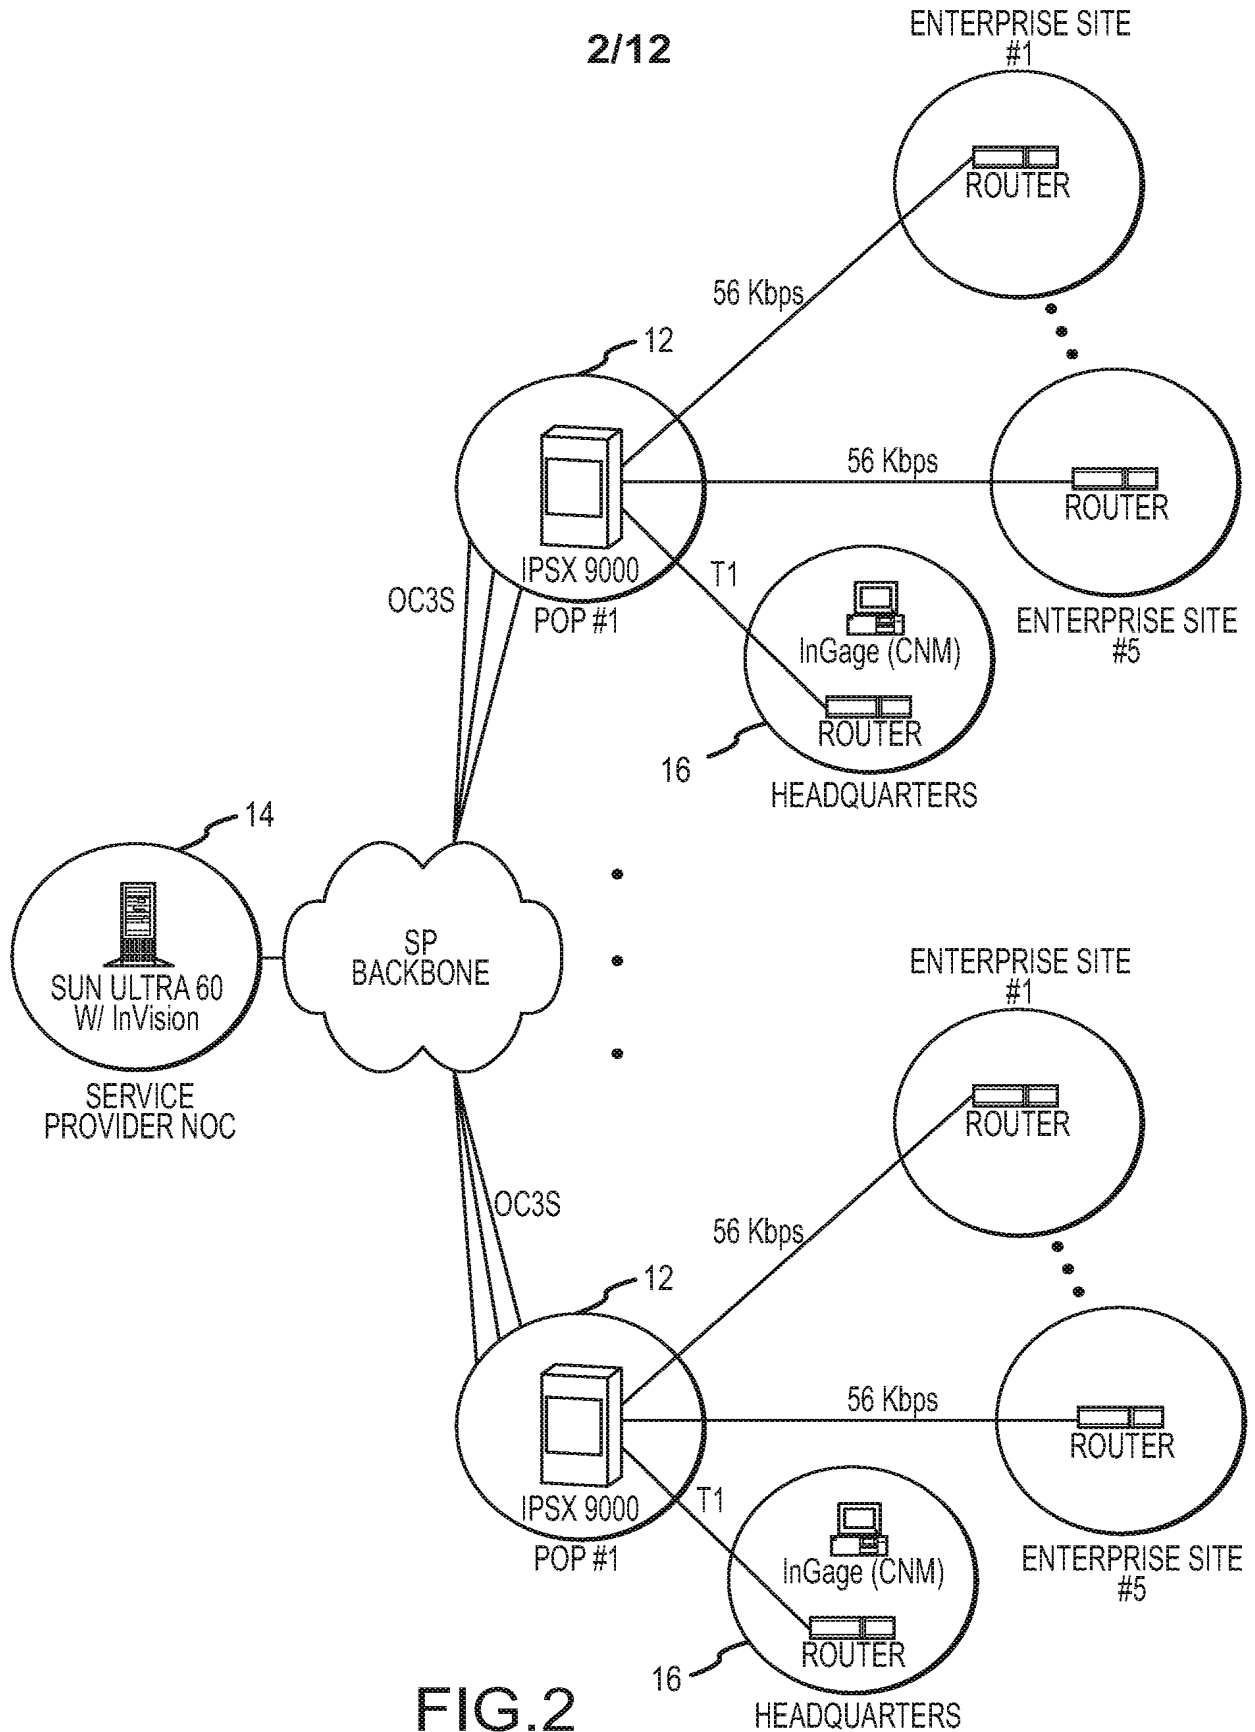 2/12
ENTERPRISE SITE
#1
ROUTER
56 Kbps
12
56 Kbps
ROUTER
IPSX 9000
POP #1
T1
OC3S
ENTERPRISE SITE
#5
InGage (CNM)
ROUTER
16
HEADQUARTERS
14
SP
BACKBONE
SUN ULTRA 60
W/ InVision
SERVICE
PROVIDER NOC
ENTERPRISE SITE
#1
ROUTER
OC3S
56 Kbps
12
56 Kbps
ROUTER
IPSX 9000
POP #1
T1
ENTERPRISE SITE
#5
InGage (CNM)
ROUTER
16
HEADQUARTERS
FIG.2